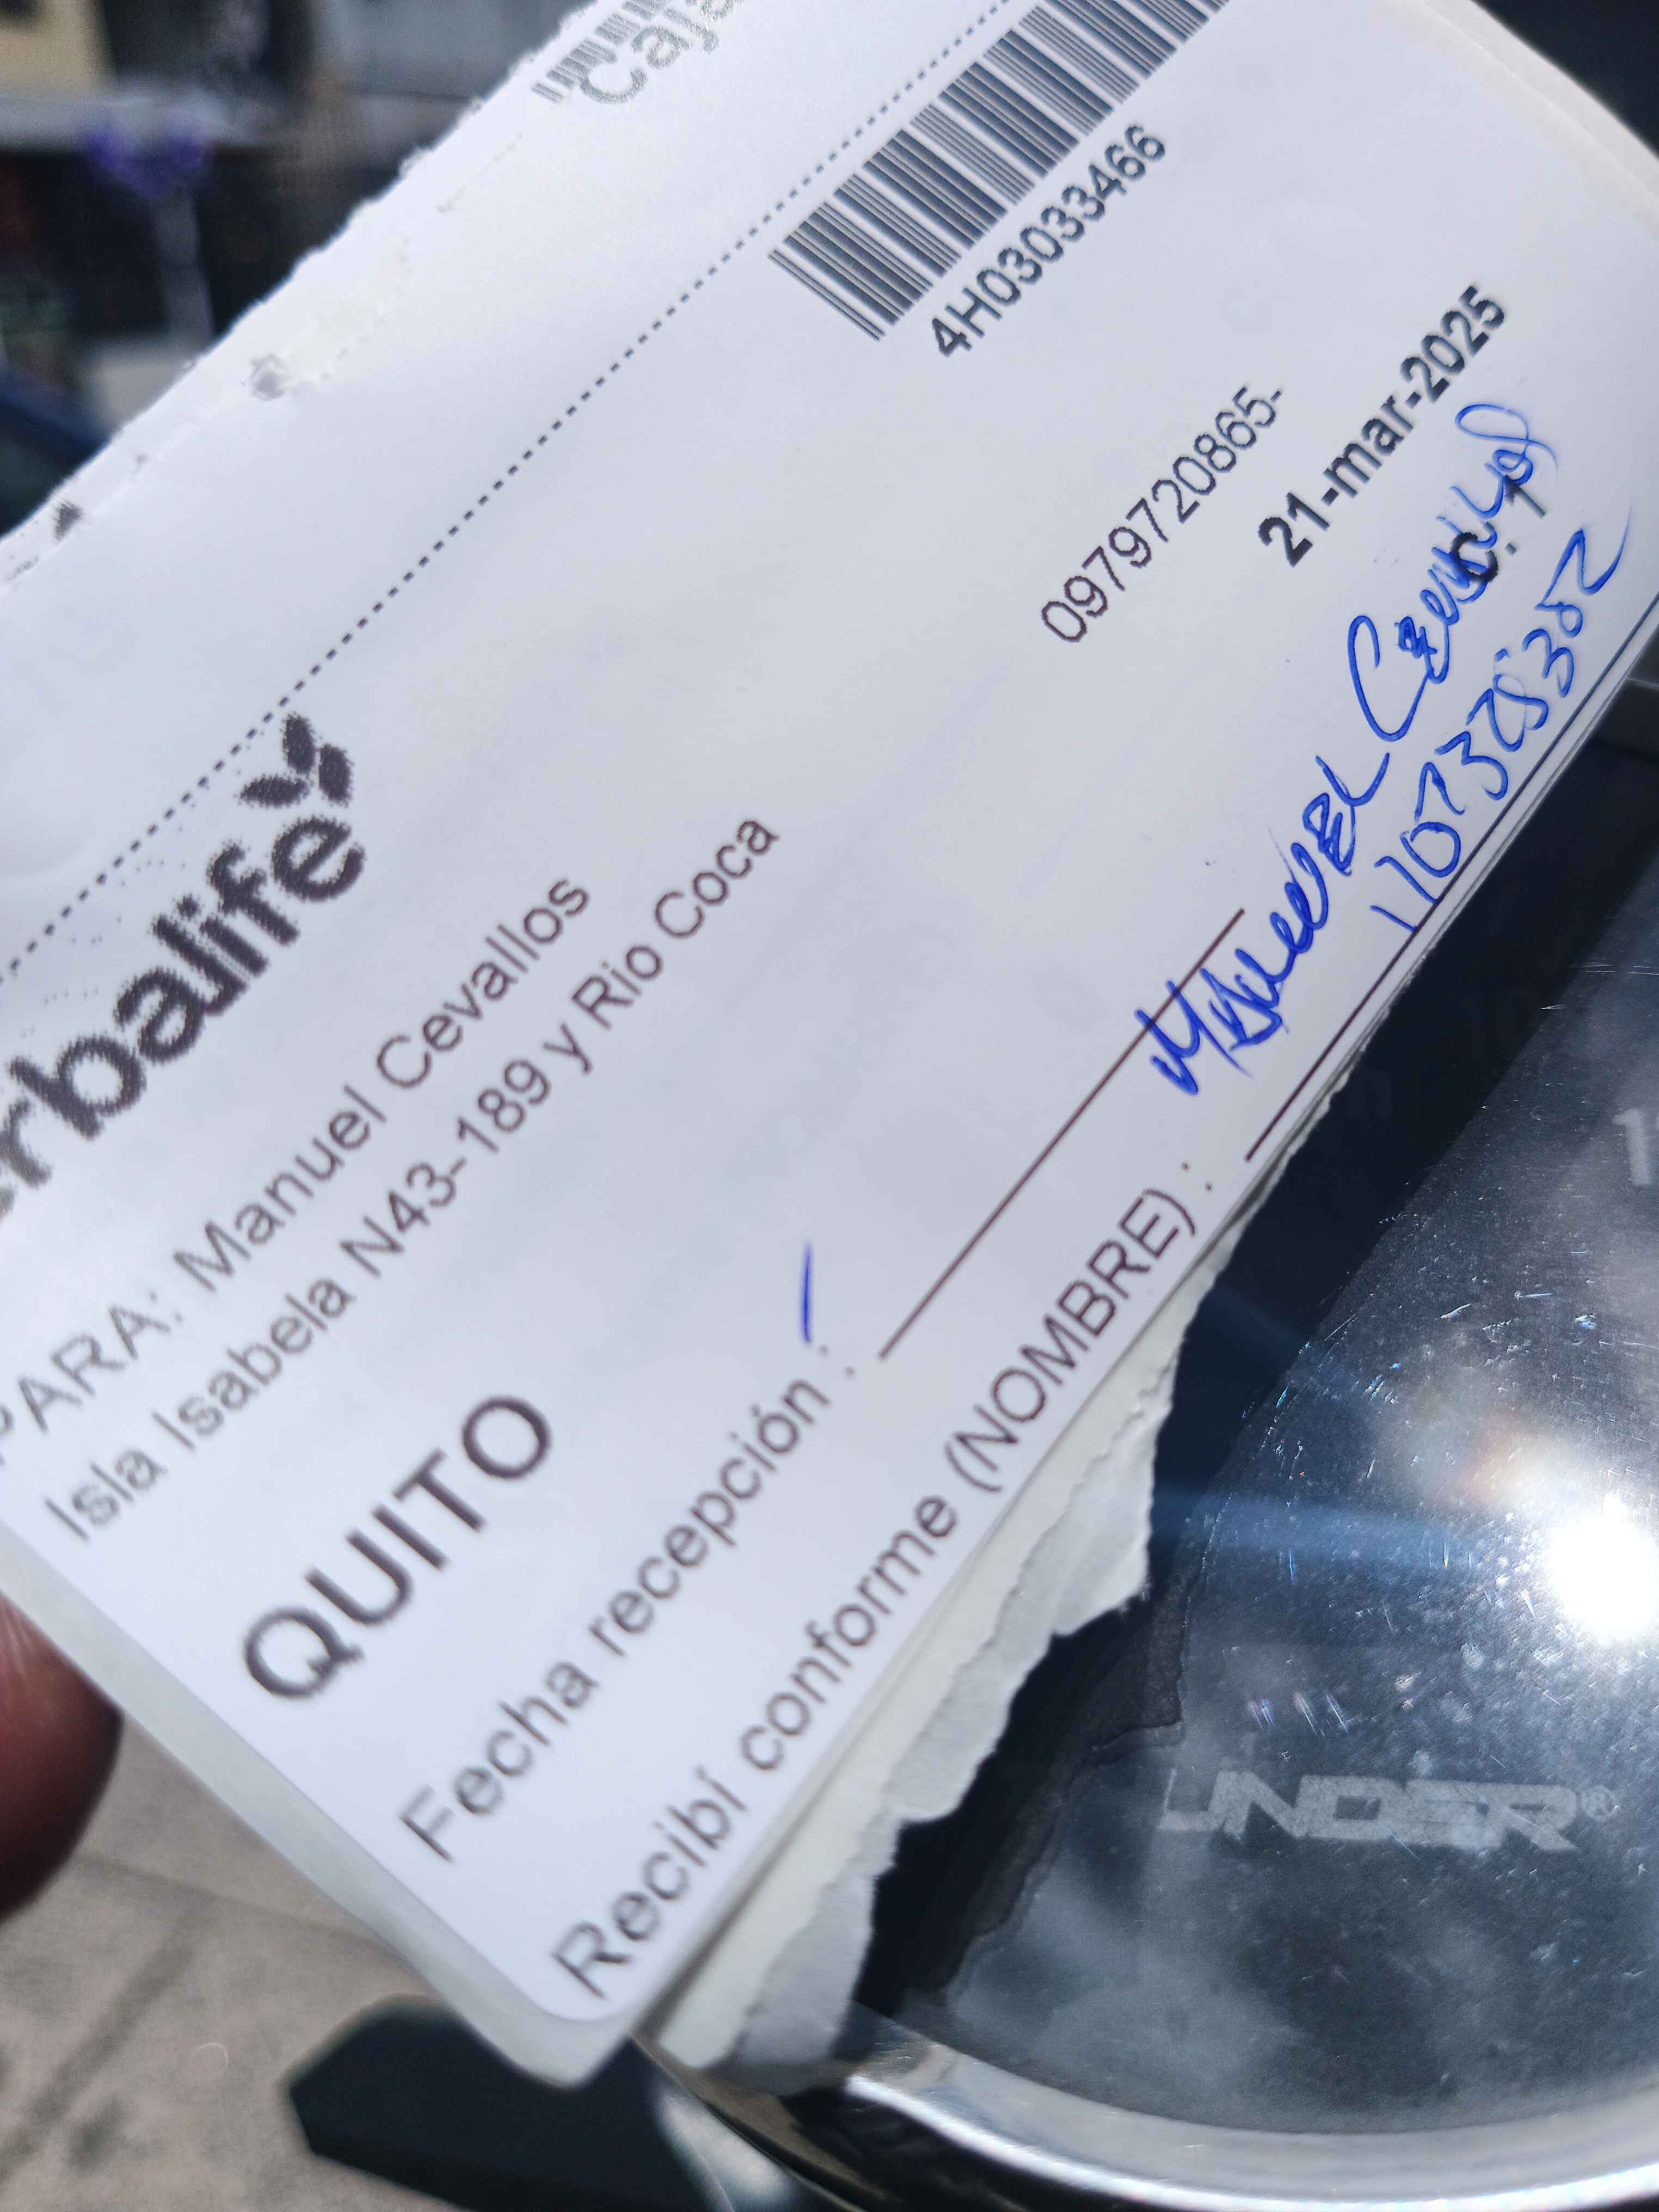 Caja
4H03033466
erbalife
PARA: Manuel Cevallos
Isla Isabela N43-189 y Rio Coca
0979720865-
QUITO
21-mar-2025
Fecha recepción :
C.I.
Manuel Cevallos
Recibí conforme (NOMBRE) :
UNDER®